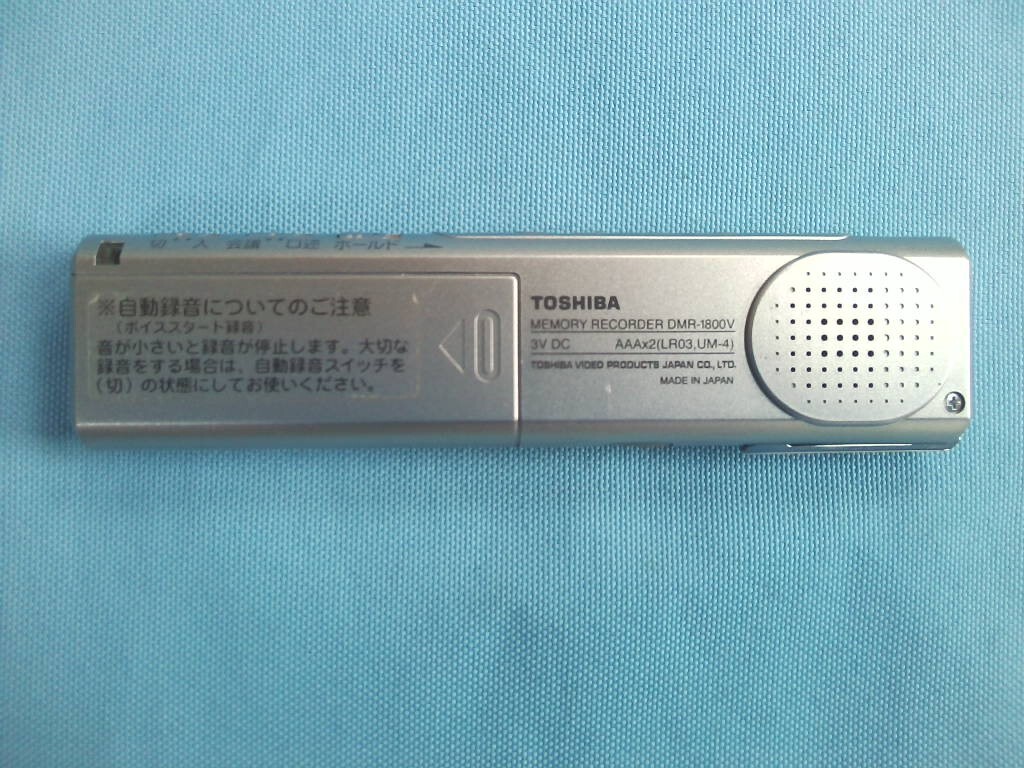 切 入 会議 口述 ホールド
※自動録音についてのご注意
(ボイススタート録音)
音が小さいと録音が停止します。大切な
録音をする場合は、自動録音スイッチを
(切)の状態にしてお使いください。
TOSHIBA
MEMORY RECORDER DMR-1800V
3V DC AAAx2(LR03,UM-4)
TOSHIBA VIDEO PRODUCTS JAPAN CO., LTD.
MADE IN JAPAN